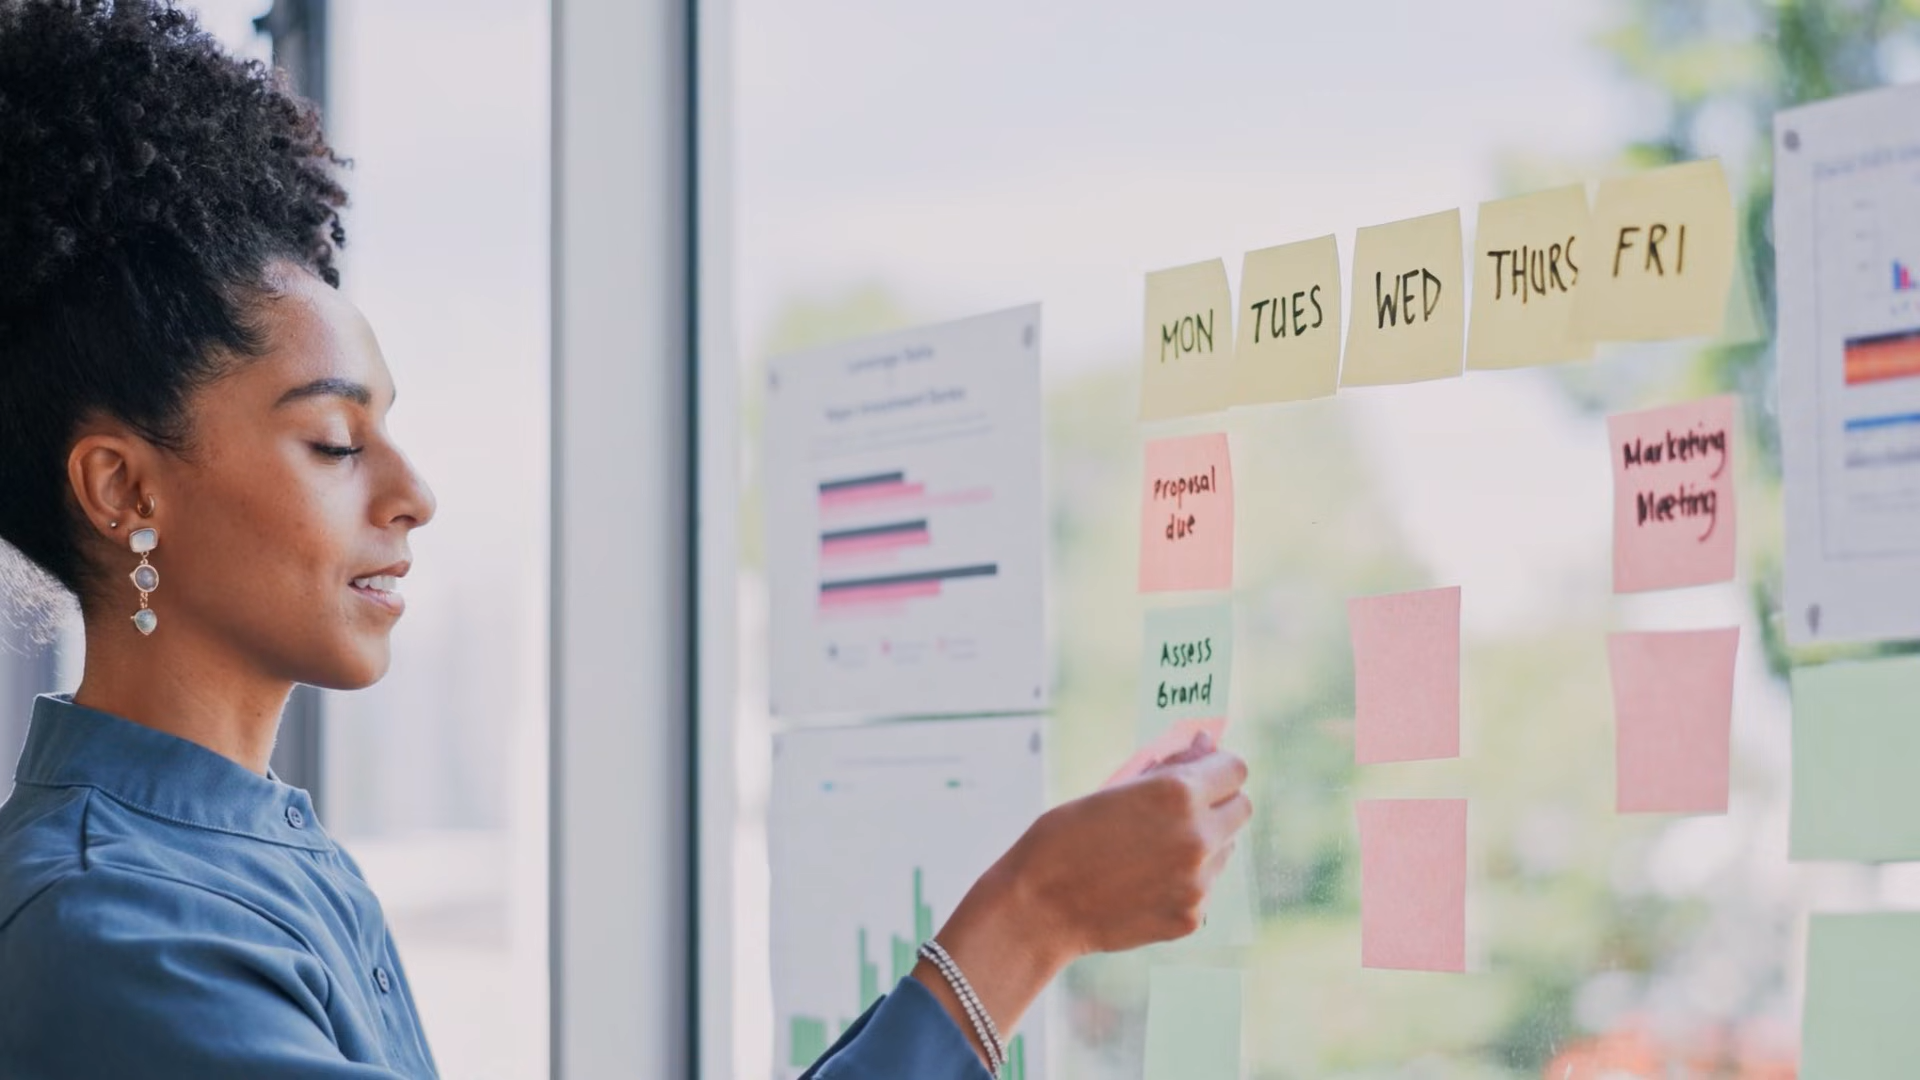 MON TUES WED THURS FRI
Proposal
due
Marketing
Meeting
Assess
Brand